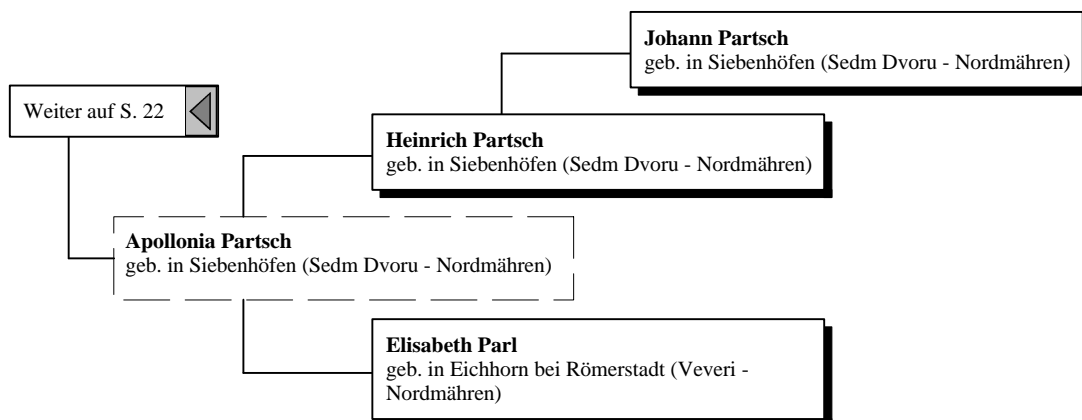 Johann Partsch
geb. in Siebenhöfen (Sedm Dvoru - Nordmähren)
Weiter auf S. 22
Heinrich Partsch
geb. in Siebenhöfen (Sedm Dvoru - Nordmähren)
Apollonia Partsch
geb. in Siebenhöfen (Sedm Dvoru - Nordmähren)
Elisabeth Parl
geb. in Eichhorn bei Römerstadt (Veveri -
Nordmähren)